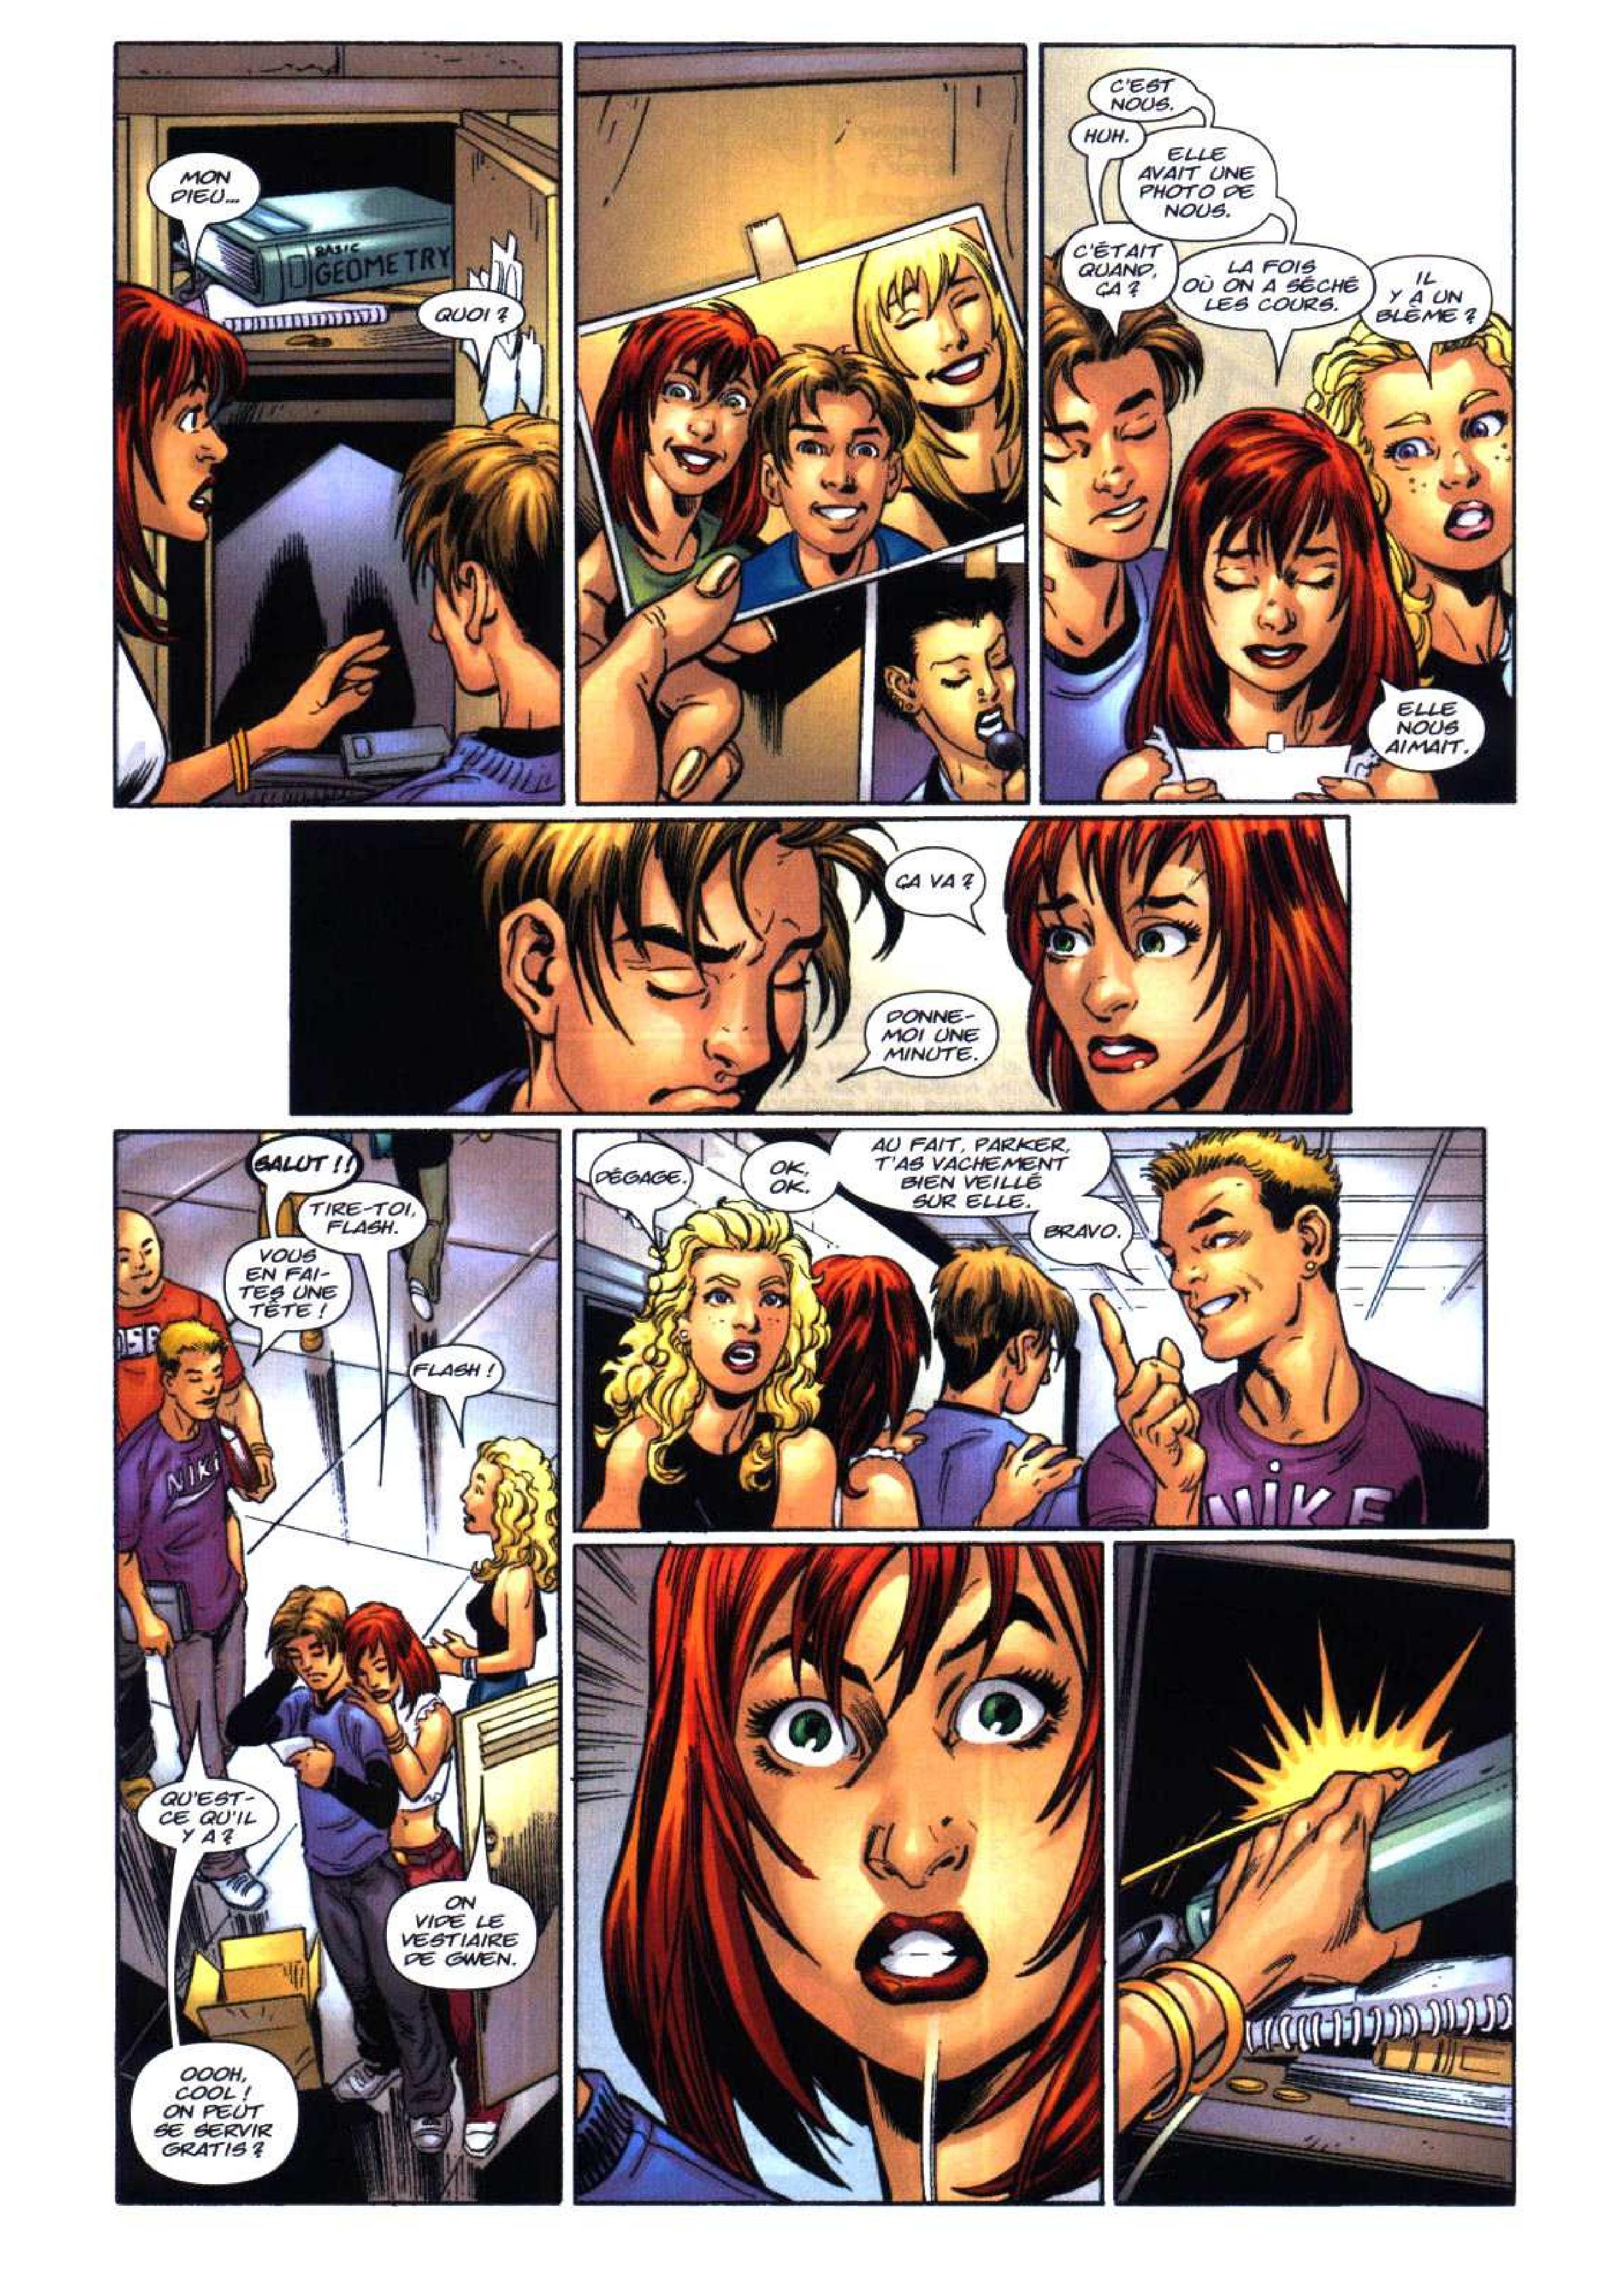 MON
DIEU...
BASIC
GEOMETRY
QUOI ?
C'EST
NOUS.
HUH.
ELLE
AVAIT UNE
PHOTO DE
NOUS.
C'ÉTAIT
QUAND,
ÇA ?
LA FOIS
OÙ ON A SÉCHÉ
LES COURS.
IL
Y A UN
BLÊME ?
ELLE
NOUS
AIMAIT.
ÇA VA ?
DONNE-
MOI UNE
MINUTE.
SALUT !!
TIRE-TOI,
FLASH.
VOUS
EN FAI-
TES UNE
TÊTE !
FLASH !
NIKE
QU'EST-
CE QU'IL
Y A ?
ON
VIDE LE
VESTIAIRE
DE GWEN.
OOOH,
COOL !
ON PEUT
SE SERVIR
GRATIS ?
DÉGAGE.
OK,
OK.
AU FAIT, PARKER,
T'AS VACHEMENT
BIEN VEILLÉ
SUR ELLE.
BRAVO.
NIKE